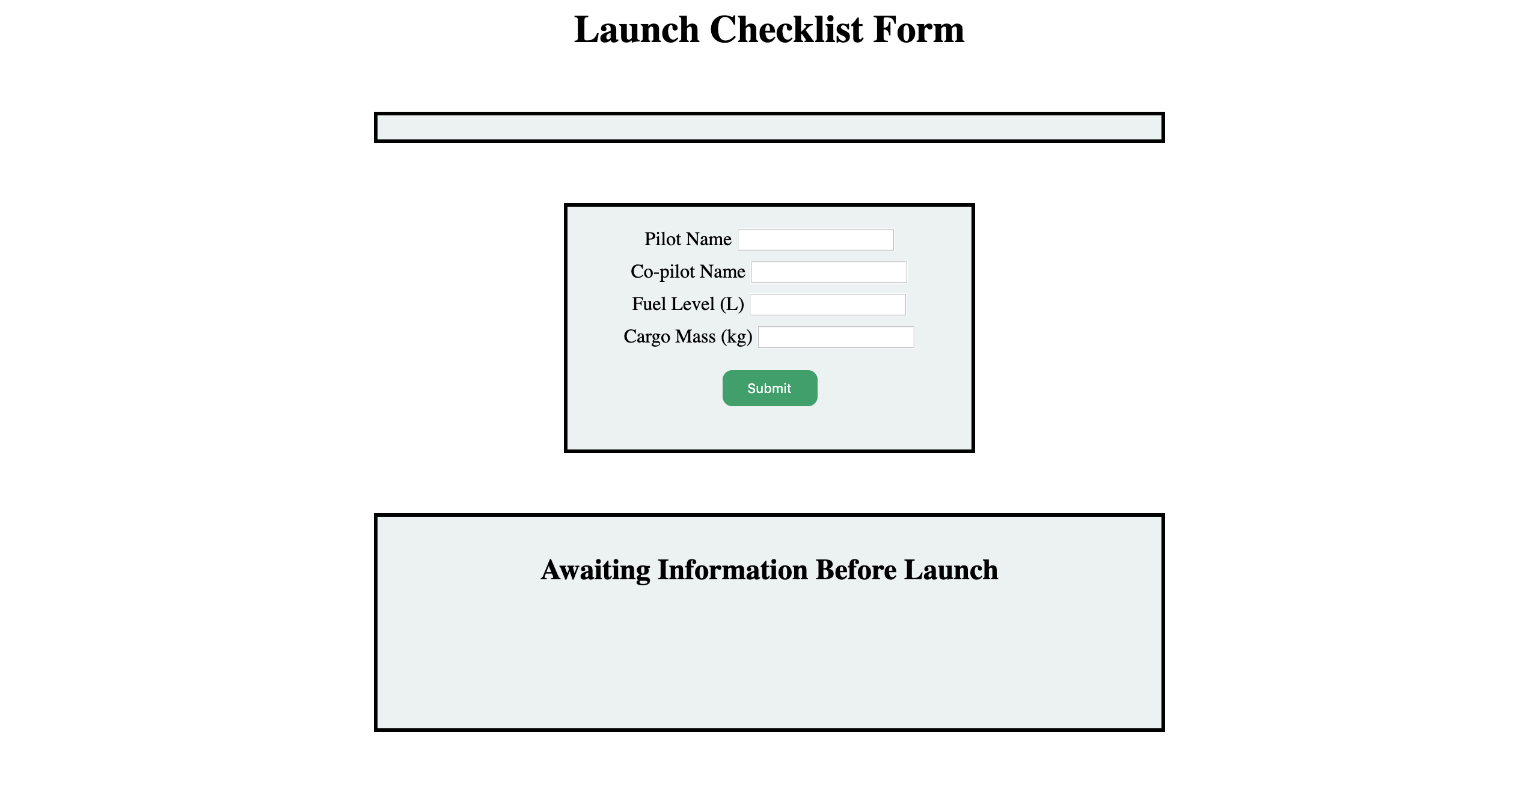 Launch Checklist Form
Pilot Name
Co-pilot Name
Fuel Level (L)
Cargo Mass (kg)
Submit
Awaiting Information Before Launch